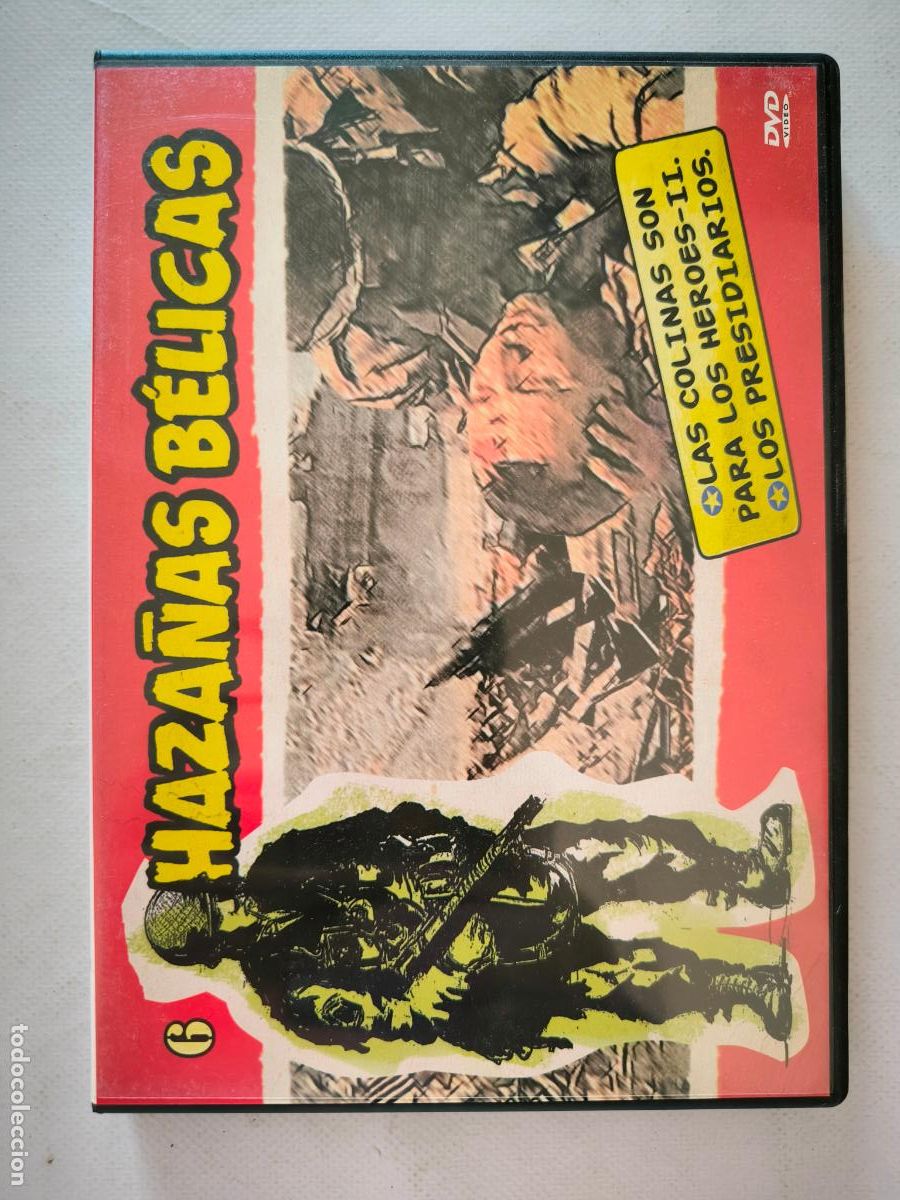 6
HAZAÑAS BÉLICAS
LAS COLINAS SON
PARA LOS HEROES-II.
LOS PRESIDIARIOS.
DVD
VIDEO
todocoleccion